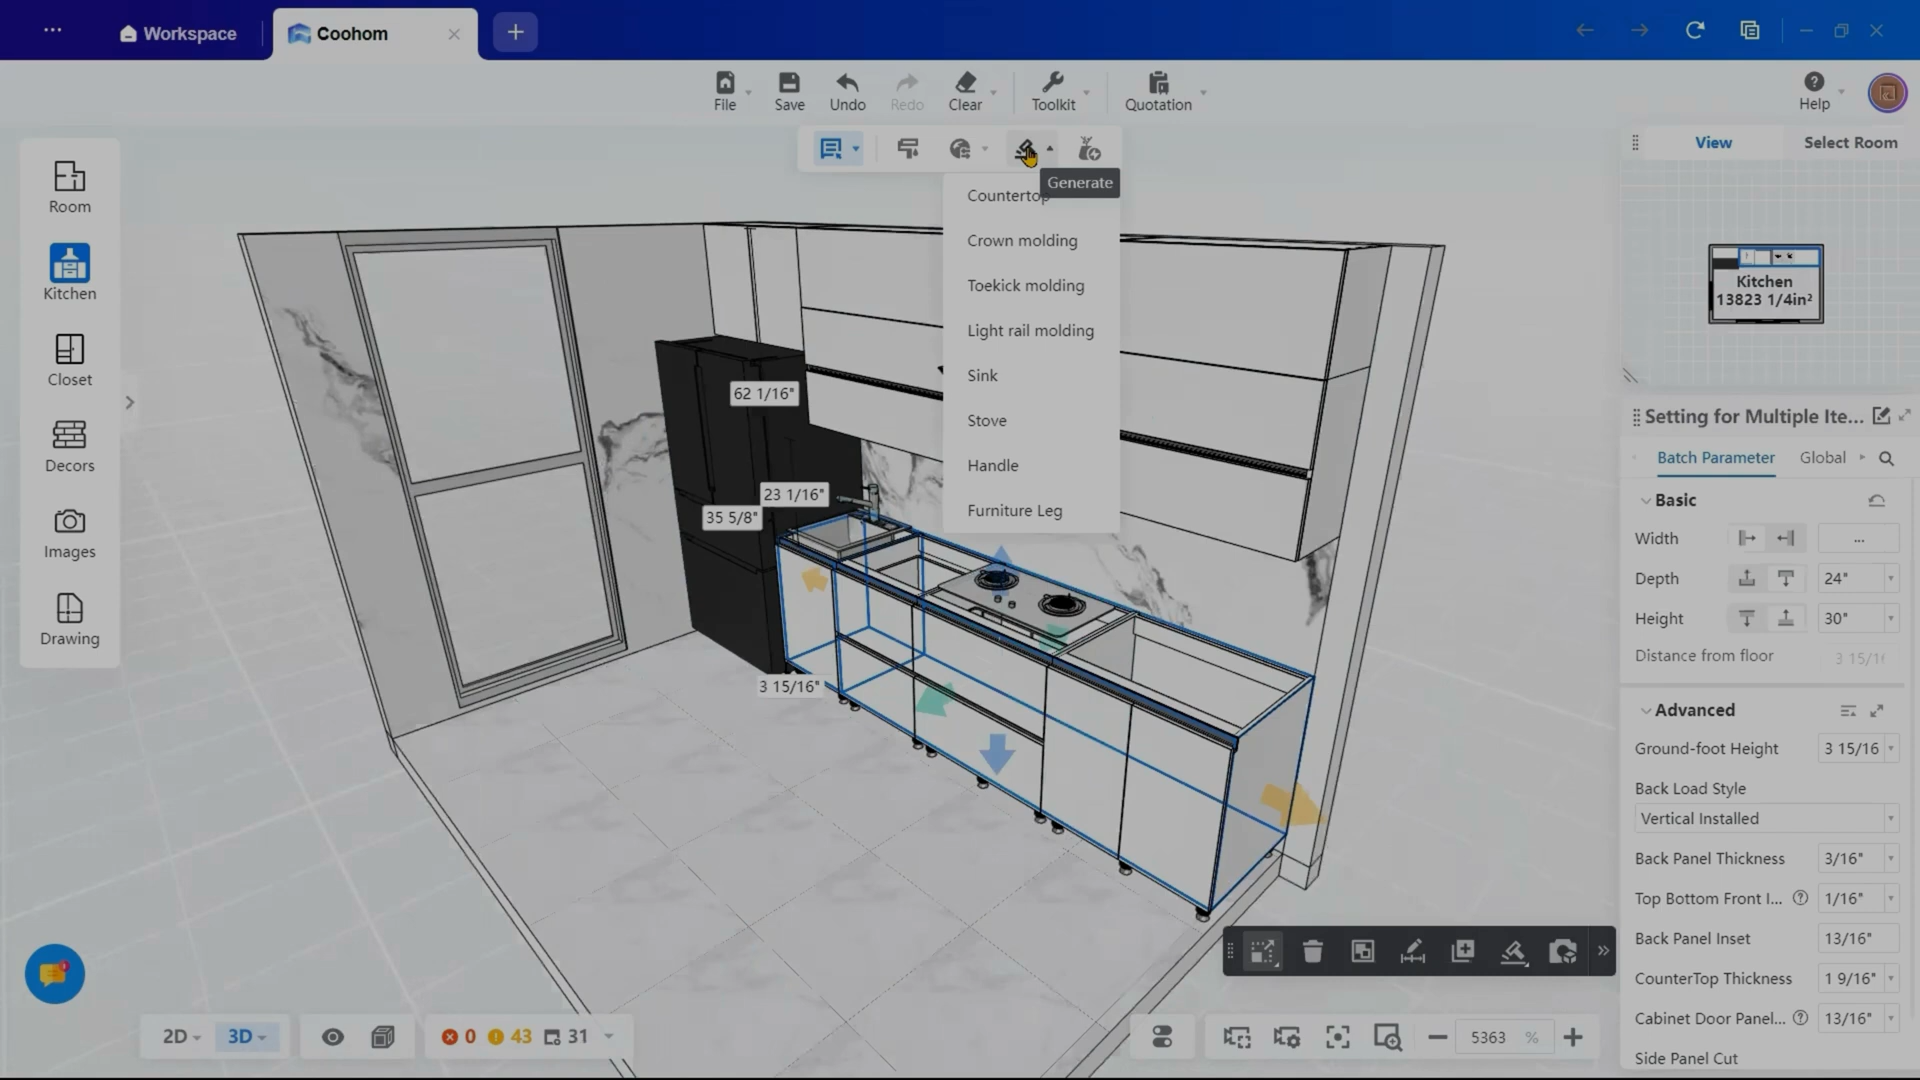 Workspace
Coohom
File
Save
Undo
Redo
Clear
Toolkit
Quotation
Help
Generate
Countertop
Crown molding
Toekick molding
Light rail molding
Sink
Stove
Handle
Furniture Leg
Room
Kitchen
Closet
Decors
Images
Drawing
62 1/16"
23 1/16"
35 5/8"
3 15/16"
View
Select Room
Kitchen
13823 1/4in²
Setting for Multiple Ite...
Batch Parameter
Global
Basic
Width
...
Depth
24"
Height
30"
Distance from floor
3 15/16
Advanced
Ground-foot Height
3 15/16
Back Load Style
Vertical Installed
Back Panel Thickness
3/16"
Top Bottom Front I...
1/16"
Back Panel Inset
13/16"
CounterTop Thickness
1 9/16"
Cabinet Door Panel...
13/16"
Side Panel Cut
2D
3D
0
43
31
5363
%